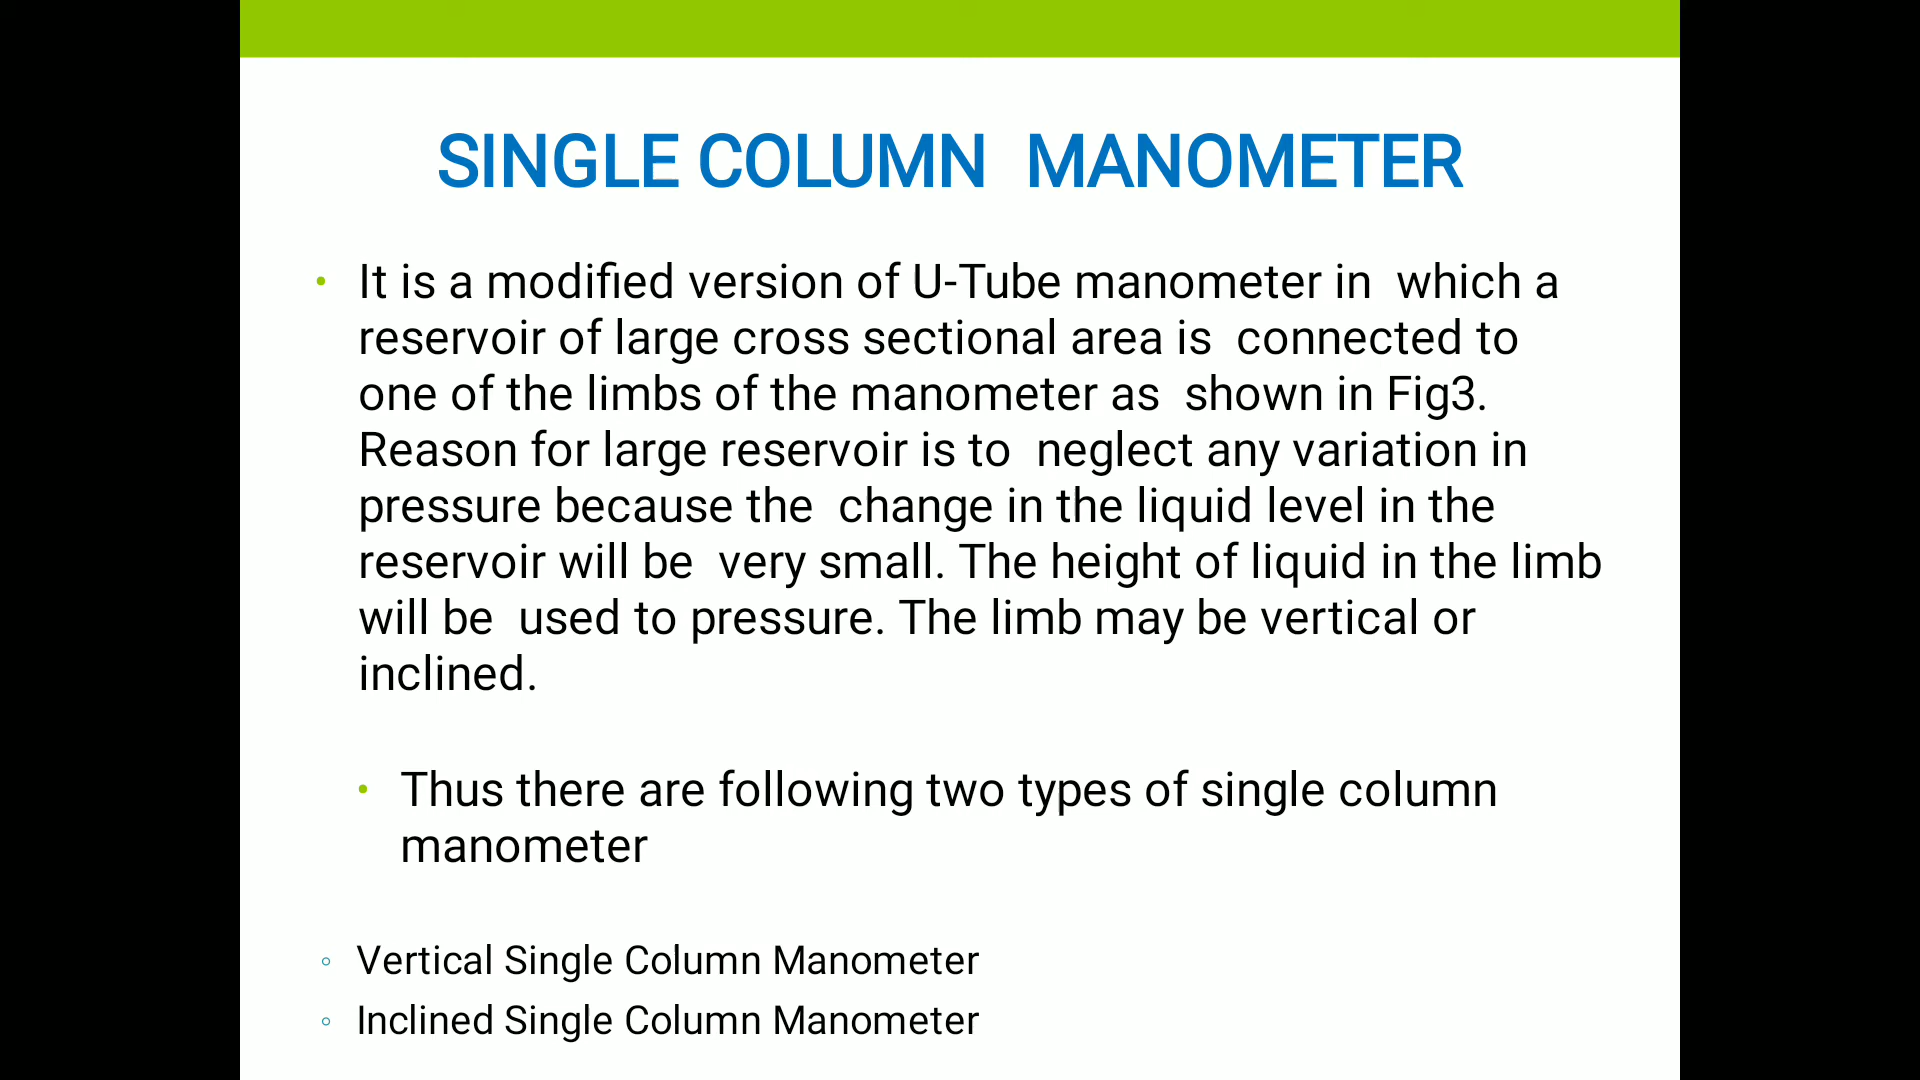 SINGLE COLUMN  MANOMETER
• It is a modified version of U-Tube manometer in  which a
reservoir of large cross sectional area is  connected to
one of the limbs of the manometer as  shown in Fig3.
Reason for large reservoir is to  neglect any variation in
pressure because the  change in the liquid level in the
reservoir will be  very small. The height of liquid in the limb
will be  used to pressure. The limb may be vertical or
inclined.
• Thus there are following two types of single column
manometer
◦ Vertical Single Column Manometer
◦ Inclined Single Column Manometer